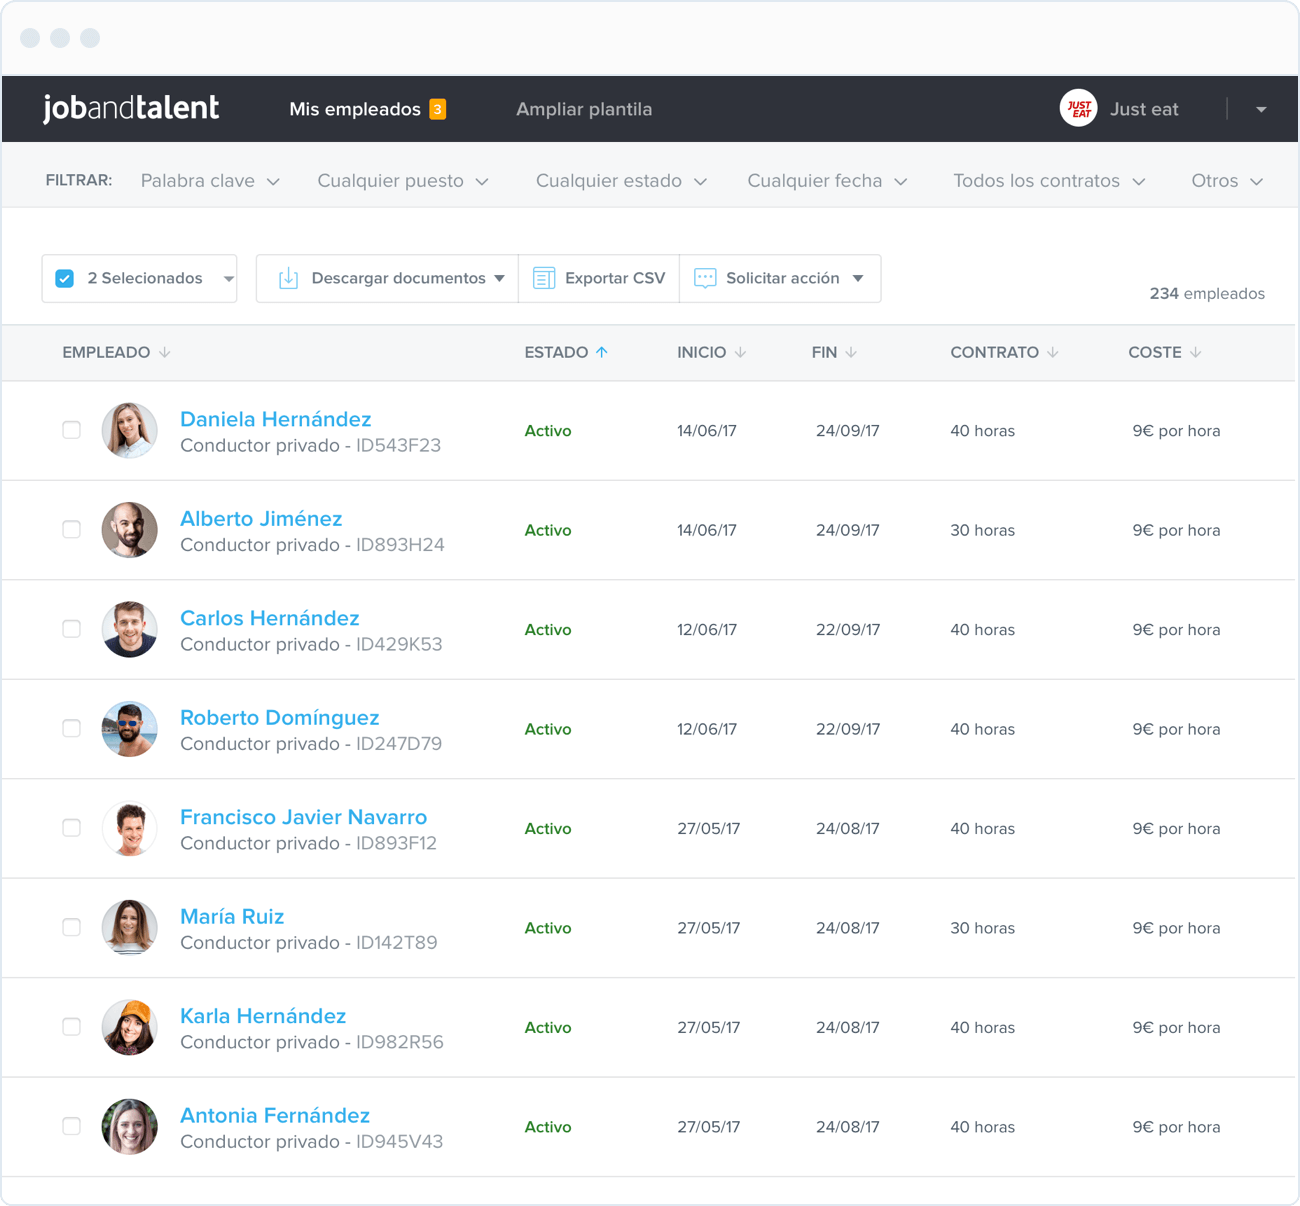 jobandtalent Mis empleados 3 Ampliar plantila JUST EAT Just eat
FILTRAR: Palabra clave Cualquier puesto Cualquier estado Cualquier fecha Todos los contratos Otros
2 Selecionados Descargar documentos Exportar CSV Solicitar acción
234 empleados
EMPLEADO ESTADO INICIO FIN CONTRATO COSTE
Daniela Hernández
Conductor privado - ID543F23 Activo 14/06/17 24/09/17 40 horas 9€ por hora
Alberto Jiménez
Conductor privado - ID893H24 Activo 14/06/17 24/09/17 30 horas 9€ por hora
Carlos Hernández
Conductor privado - ID429K53 Activo 12/06/17 22/09/17 40 horas 9€ por hora
Roberto Domínguez
Conductor privado - ID247D79 Activo 12/06/17 22/09/17 40 horas 9€ por hora
Francisco Javier Navarro
Conductor privado - ID893F12 Activo 27/05/17 24/08/17 40 horas 9€ por hora
María Ruiz
Conductor privado - ID142T89 Activo 27/05/17 24/08/17 30 horas 9€ por hora
Karla Hernández
Conductor privado - ID982R56 Activo 27/05/17 24/08/17 40 horas 9€ por hora
Antonia Fernández
Conductor privado - ID945V43 Activo 27/05/17 24/08/17 40 horas 9€ por hora